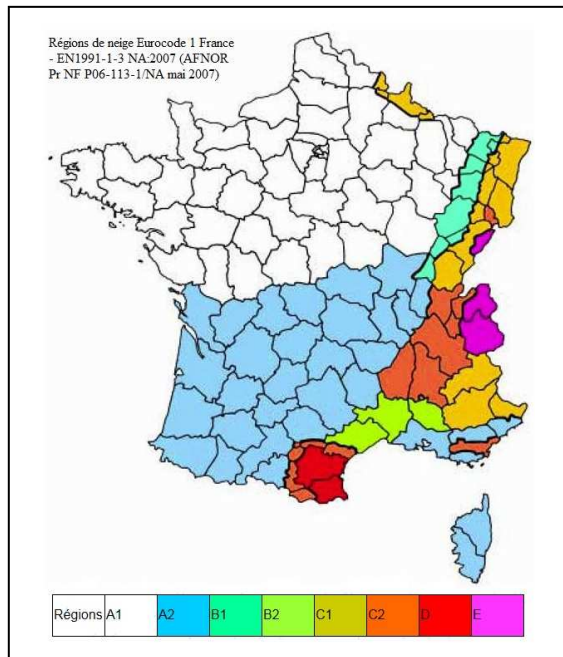 Régions de neige Eurocode 1 France
- EN1991-1-3 NA:2007 (AFNOR
Pr NF P06-113-1/NA mai 2007)
Régions A1 A2 B1 B2 C1 C2 D E